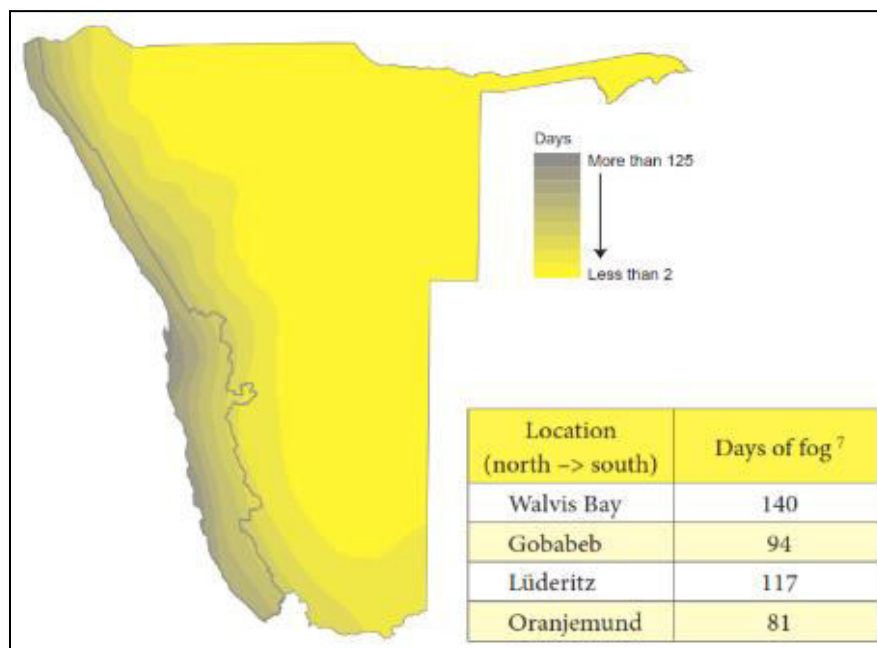 Days
More than 125
Less than 2
Location
(north –> south)
Days of fog 7
Walvis Bay
140
Gobabeb
94
Lüderitz
117
Oranjemund
81